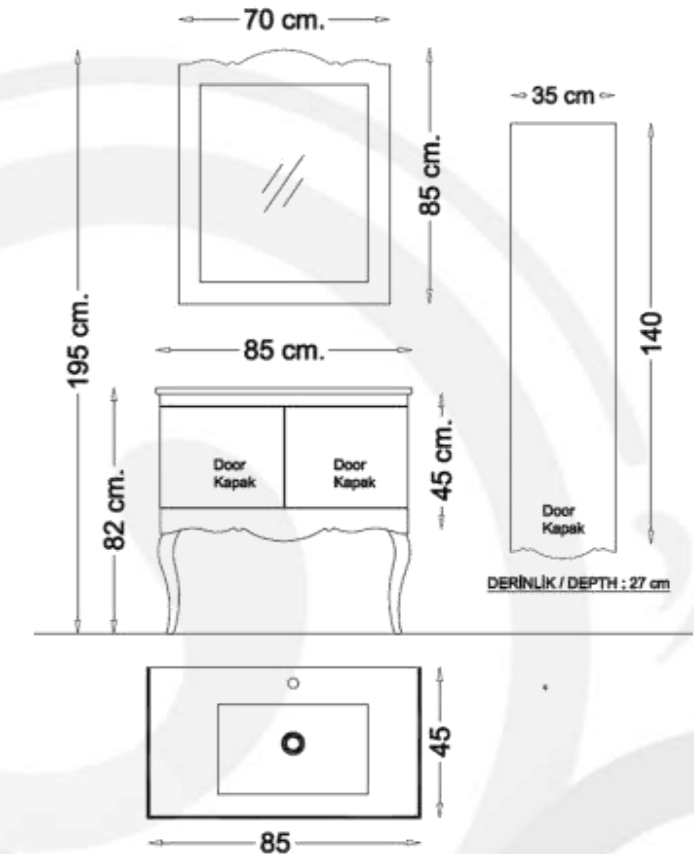 70 cm.
35 cm
85 cm.
195 cm.
140
85 cm.
82 cm.
45 cm.
Door
Kapak
Door
Kapak
Door
Kapak
DERİNLİK / DEPTH ; 27 cm
45
85